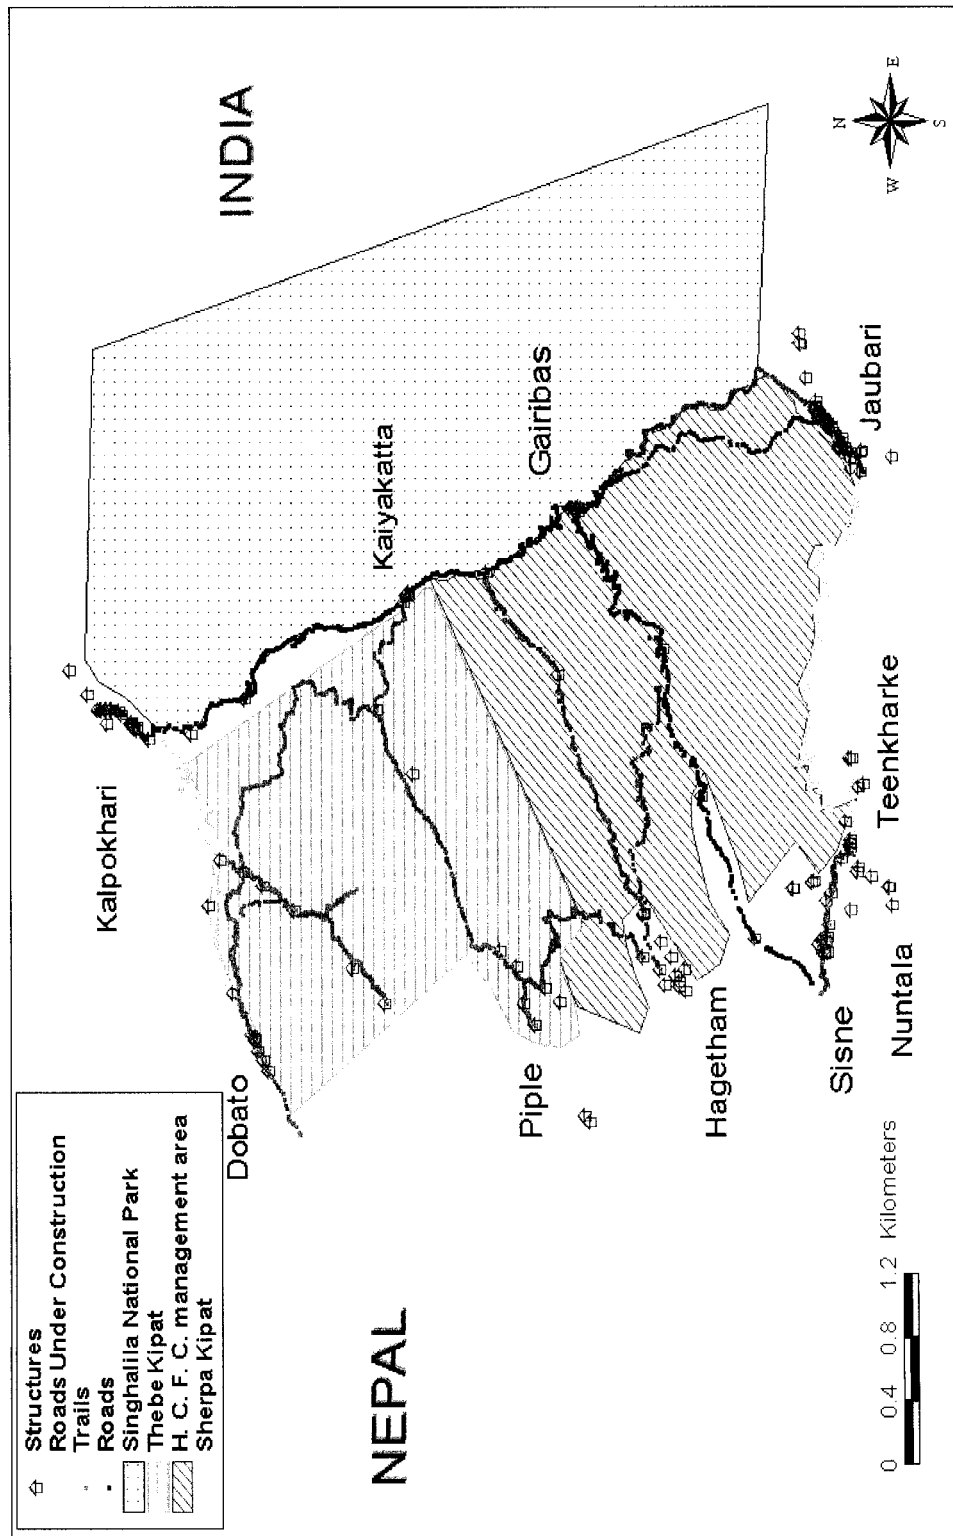 Structures
Roads Under Construction
Trails
Roads
Singhalila National Park
Thebe Kipat
H. C. F. C. management area
Sherpa Kipat
NEPAL
INDIA
Kalpokhari
Dobato
Kaiyakatta
Gairibas
Piple
Hagetham
Sisne
Nuntala
Teenkharke
Jaubari
N
W E
S
0 0.4 0.8 1.2 Kilometers